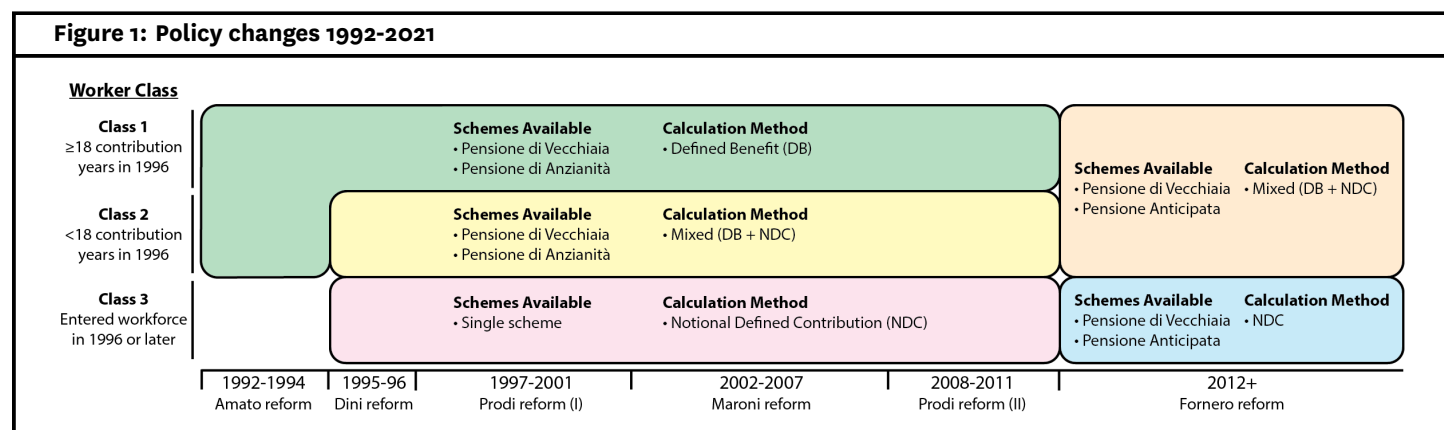 Figure 1: Policy changes 1992-2021
Worker Class
Class 1
≥18 contribution
years in 1996
Schemes Available
• Pensione di Vecchiaia
• Pensione di Anzianità
Calculation Method
• Defined Benefit (DB)
Class 2
<18 contribution
years in 1996
Schemes Available
• Pensione di Vecchiaia
• Pensione di Anzianità
Calculation Method
• Mixed (DB + NDC)
Schemes Available
• Pensione di Vecchiaia
• Pensione Anticipata
Calculation Method
• Mixed (DB + NDC)
Class 3
Entered workforce
in 1996 or later
Schemes Available
• Single scheme
Calculation Method
• Notional Defined Contribution (NDC)
Schemes Available
• Pensione di Vecchiaia
• Pensione Anticipata
Calculation Method
• NDC
1992-1994
Amato reform
1995-96
Dini reform
1997-2001
Prodi reform (I)
2002-2007
Maroni reform
2008-2011
Prodi reform (II)
2012+
Fornero reform